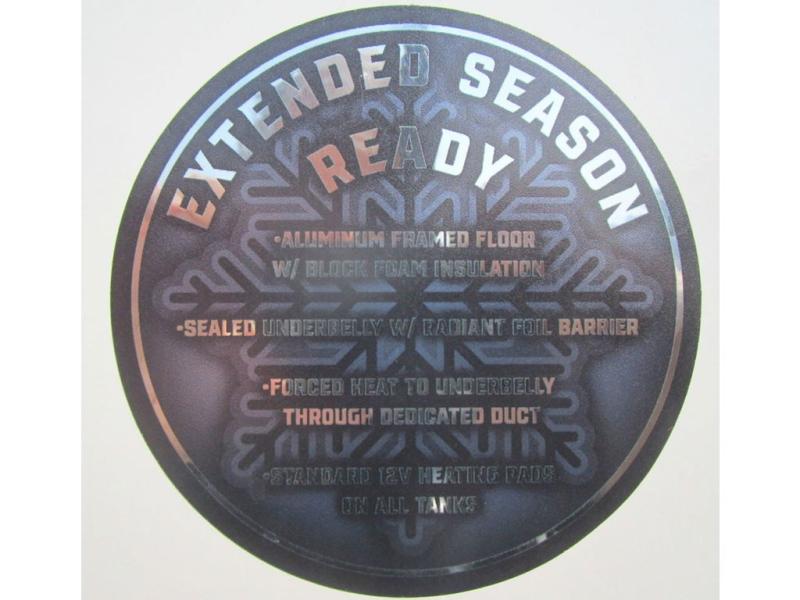 EXTENDED SEASON
READY
•ALUMINUM FRAMED FLOOR
W/ BLOCK FOAM INSULATION
•SEALED UNDERBELLY W/ RADIANT FOIL BARRIER
•FORCED HEAT TO UNDERBELLY
THROUGH DEDICATED DUCT
•STANDARD 12V HEATING PADS
ON ALL TANKS